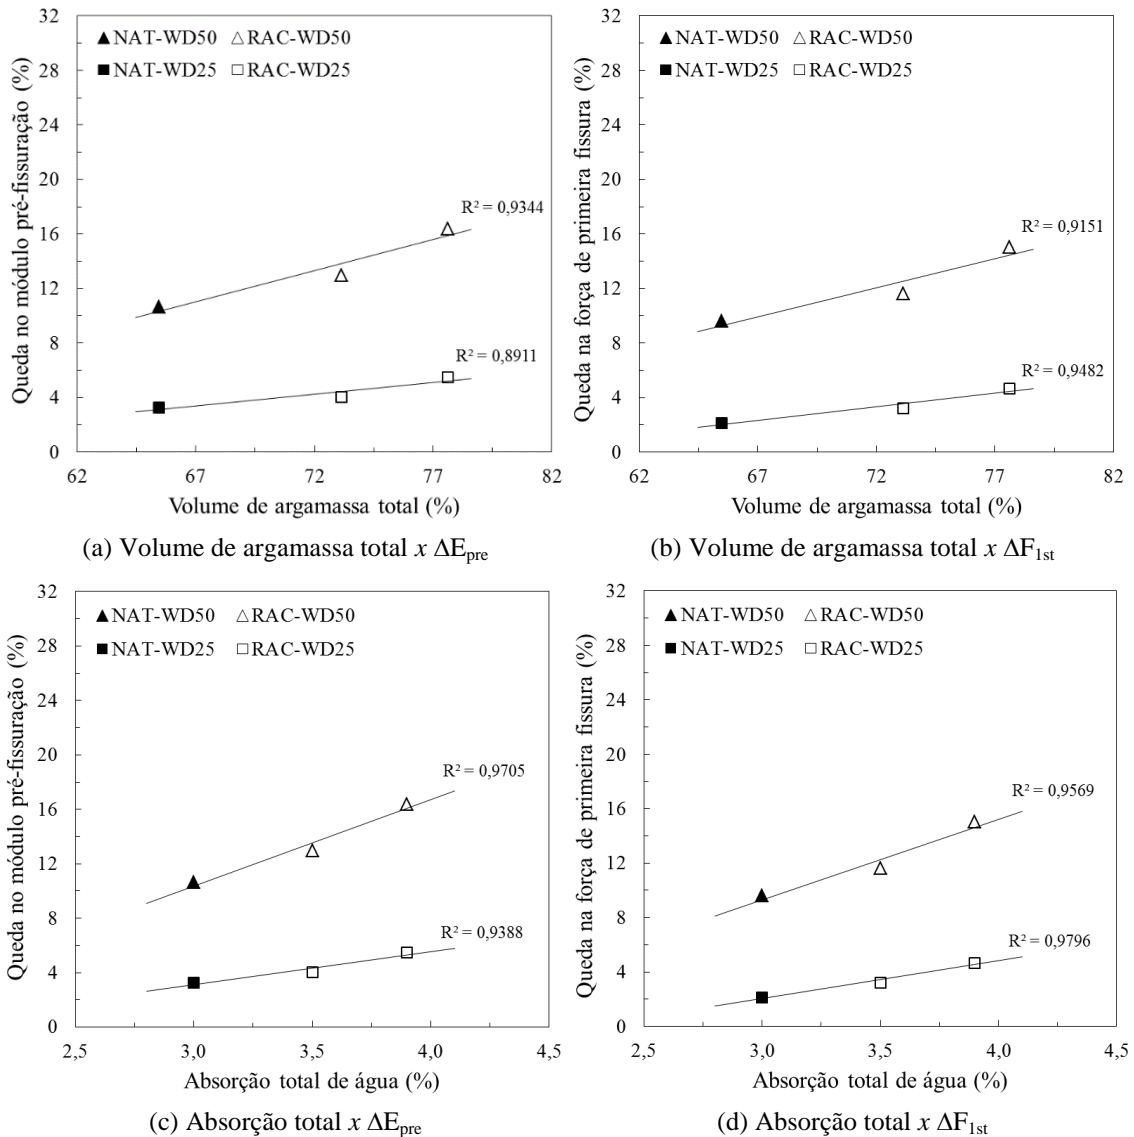 Queda no módulo pré-fissuração (%)
32
28
24
20
16
12
8
4
0
▲NAT-WD50 △RAC-WD50
■NAT-WD25 □RAC-WD25
R² = 0,9344
R² = 0,8911
62 67 72 77 82
Volume de argamassa total (%)
(a) Volume de argamassa total x ΔEpre
Queda na força de primeira fissura (%)
32
28
24
20
16
12
8
4
0
▲NAT-WD50 △RAC-WD50
■NAT-WD25 □RAC-WD25
R² = 0,9151
R² = 0,9482
62 67 72 77 82
Volume de argamassa total (%)
(b) Volume de argamassa total x ΔF1st
Queda no módulo pré-fissuração (%)
32
28
24
20
16
12
8
4
0
▲NAT-WD50 △RAC-WD50
■NAT-WD25 □RAC-WD25
R² = 0,9705
R² = 0,9388
2,5 3,0 3,5 4,0 4,5
Absorção total de água (%)
(c) Absorção total x ΔEpre
Queda na força de primeira fissura (%)
32
28
24
20
16
12
8
4
0
▲NAT-WD50 △RAC-WD50
■NAT-WD25 □RAC-WD25
R² = 0,9569
R² = 0,9796
2,5 3,0 3,5 4,0 4,5
Absorção total de água (%)
(d) Absorção total x ΔF1st